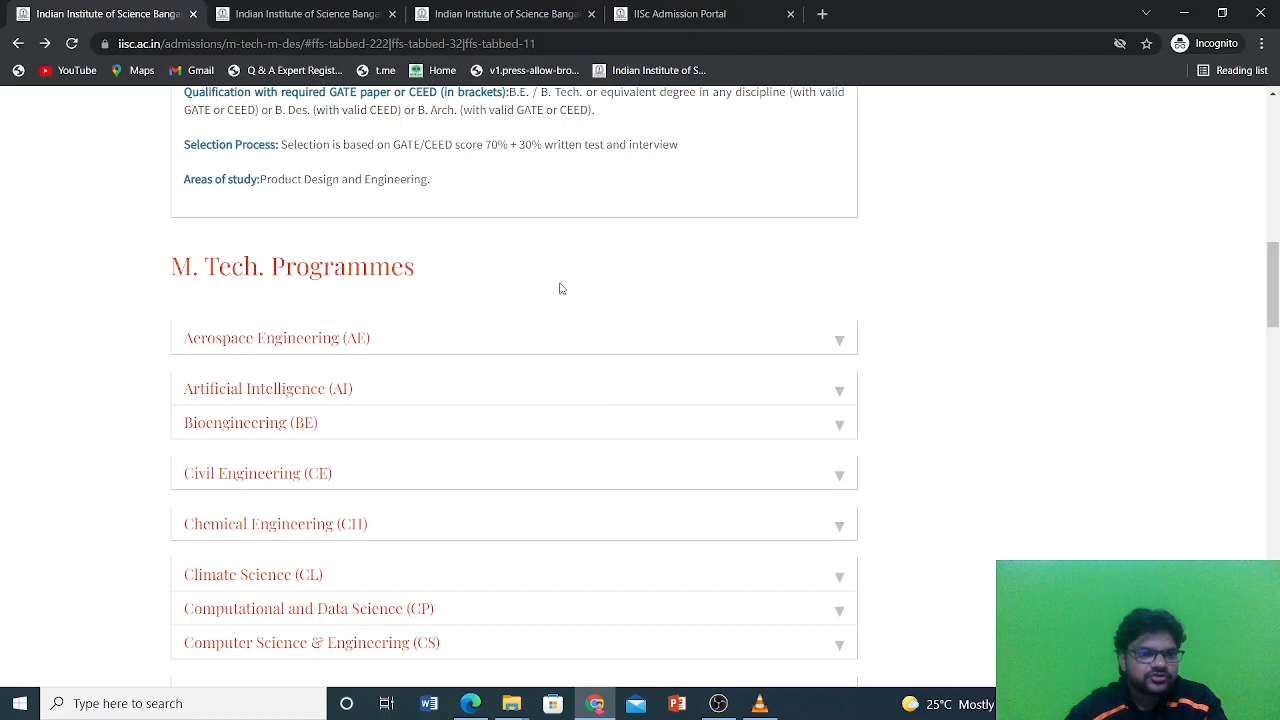 Indian Institute of Science Bangal
Indian Institute of Science Bangal
Indian Institute of Science Bangal
IISc Admission Portal
iisc.ac.in/admissions/m-tech-m-des/#ffs-tabbed-222|ffs-tabbed-32|ffs-tabbed-11
Incognito
YouTube
Maps
Gmail
Q & A Expert Regist...
t.me
Home
v1.press-allow-bro...
Indian Institute of S...
Reading list
Qualification with required GATE paper or CEED (in brackets):B.E. / B. Tech. or equivalent degree in any discipline (with valid
GATE or CEED) or B. Des. (with valid CEED) or B. Arch. (with valid GATE or CEED).
Selection Process: Selection is based on GATE/CEED score 70% + 30% written test and interview
Areas of study:Product Design and Engineering.
M. Tech. Programmes
Aerospace Engineering (AE)
Artificial Intelligence (AI)
Bioengineering (BE)
Civil Engineering (CE)
Chemical Engineering (CH)
Climate Science (CL)
Computational and Data Science (CP)
Computer Science & Engineering (CS)
Type here to search
25°C Mostly